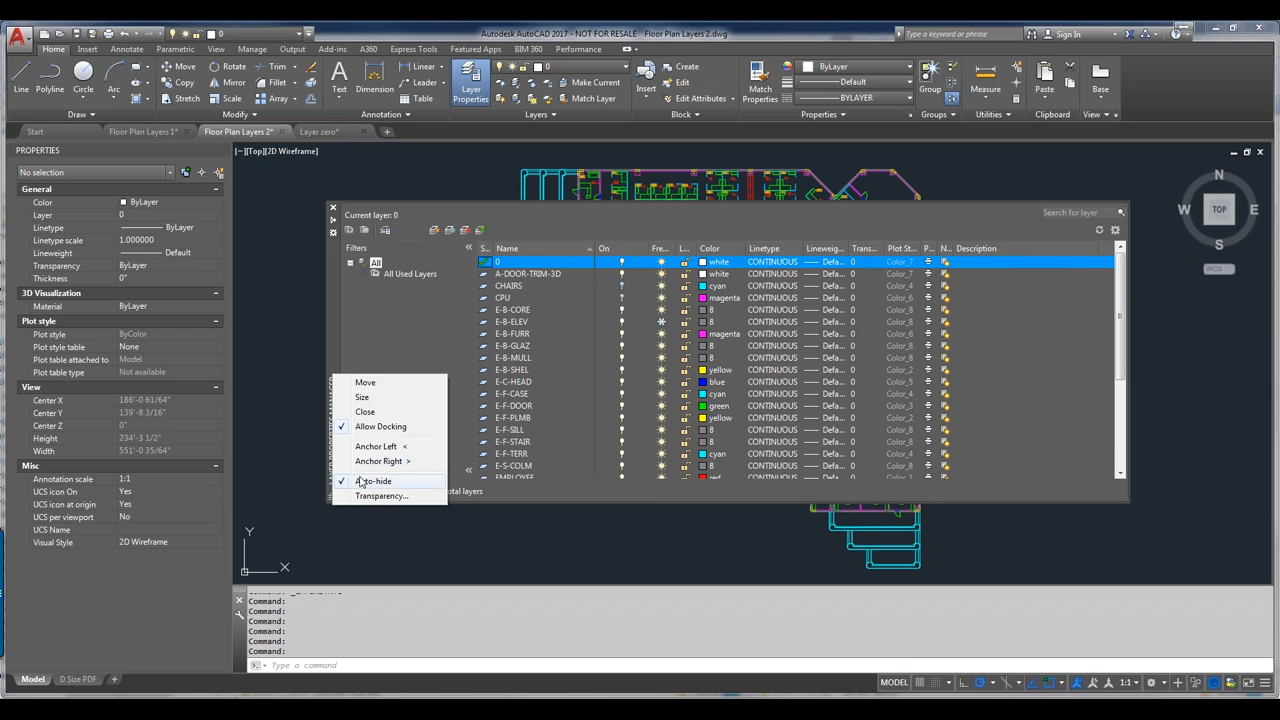 Autodesk AutoCAD 2017 - NOT FOR RESALE Floor Plan Layers 2.dwg
0
Type a keyword or phrase
Sign In
Home Insert Annotate Parametric View Manage Output Add-ins A360 Express Tools Featured Apps BIM 360 Performance
Line Polyline Circle Arc
Move Rotate Trim
Copy Mirror Fillet
Stretch Scale Array
Text Dimension
Linear
Leader
Table
Layer Properties
0
Make Current
Match Layer
Insert
Create
Edit
Edit Attributes
Match Properties
ByLayer
Default
BYLAYER
Group Measure Paste Base
Draw Modify Annotation Layers Block Properties Groups Utilities Clipboard View
Start Floor Plan Layers 1* Floor Plan Layers 2* Layer zero*
PROPERTIES
No selection
General
Color ByLayer
Layer 0
Linetype ByLayer
Linetype scale 1.000000
Lineweight Default
Transparency ByLayer
Thickness 0"
3D Visualization
Material ByLayer
Plot style
Plot style ByColor
Plot style table None
Plot table attached to Model
Plot table type Not available
View
Center X 186'-0 61/64"
Center Y 139'-8 3/16"
Center Z 0"
Height 234'-3 1/2"
Width 551'-0 35/64"
Misc
Annotation scale 1:1
UCS icon On Yes
UCS icon at origin Yes
UCS per viewport No
UCS Name
Visual Style 2D Wireframe
[−][Top][2D Wireframe]
N
W TOP E
S
WCS
Current layer: 0
Search for layer
Filters
All
All Used Layers
S.. Name On Fre.. L.. Color Linetype Lineweig.. Trans.. Plot St.. P.. N.. Description
0 white CONTINUOUS Defa... 0 Color_7
A-DOOR-TRIM-3D white CONTINUOUS Defa... 0 Color_7
CHAIRS cyan CONTINUOUS Defa... 0 Color_4
CPU magenta CONTINUOUS Defa... 0 Color_6
E-B-CORE 8 CONTINUOUS Defa... 0 Color_8
E-B-ELEV 8 CONTINUOUS Defa... 0 Color_8
E-B-FURR magenta CONTINUOUS Defa... 0 Color_6
E-B-GLAZ 8 CONTINUOUS Defa... 0 Color_8
E-B-MULL 8 CONTINUOUS Defa... 0 Color_8
E-B-SHEL yellow CONTINUOUS Defa... 0 Color_2
E-C-HEAD blue CONTINUOUS Defa... 0 Color_5
E-F-CASE cyan CONTINUOUS Defa... 0 Color_4
E-F-DOOR green CONTINUOUS Defa... 0 Color_3
E-F-PLMB yellow CONTINUOUS Defa... 0 Color_2
E-F-SILL 8 CONTINUOUS Defa... 0 Color_8
E-F-STAIR 8 CONTINUOUS Defa... 0 Color_8
E-F-TERR cyan CONTINUOUS Defa... 0 Color_4
E-S-COLM 8 CONTINUOUS Defa... 0 Color_8
EMPLOYEE red CONTINUOUS Defa... 0 Color_1
total layers
Move
Size
Close
Allow Docking
Anchor Left <
Anchor Right >
Auto-hide
Transparency...
Y
X
Command:
Command:
Command:
Command:
Command:
Type a command
Model D Size PDF
MODEL
1:1